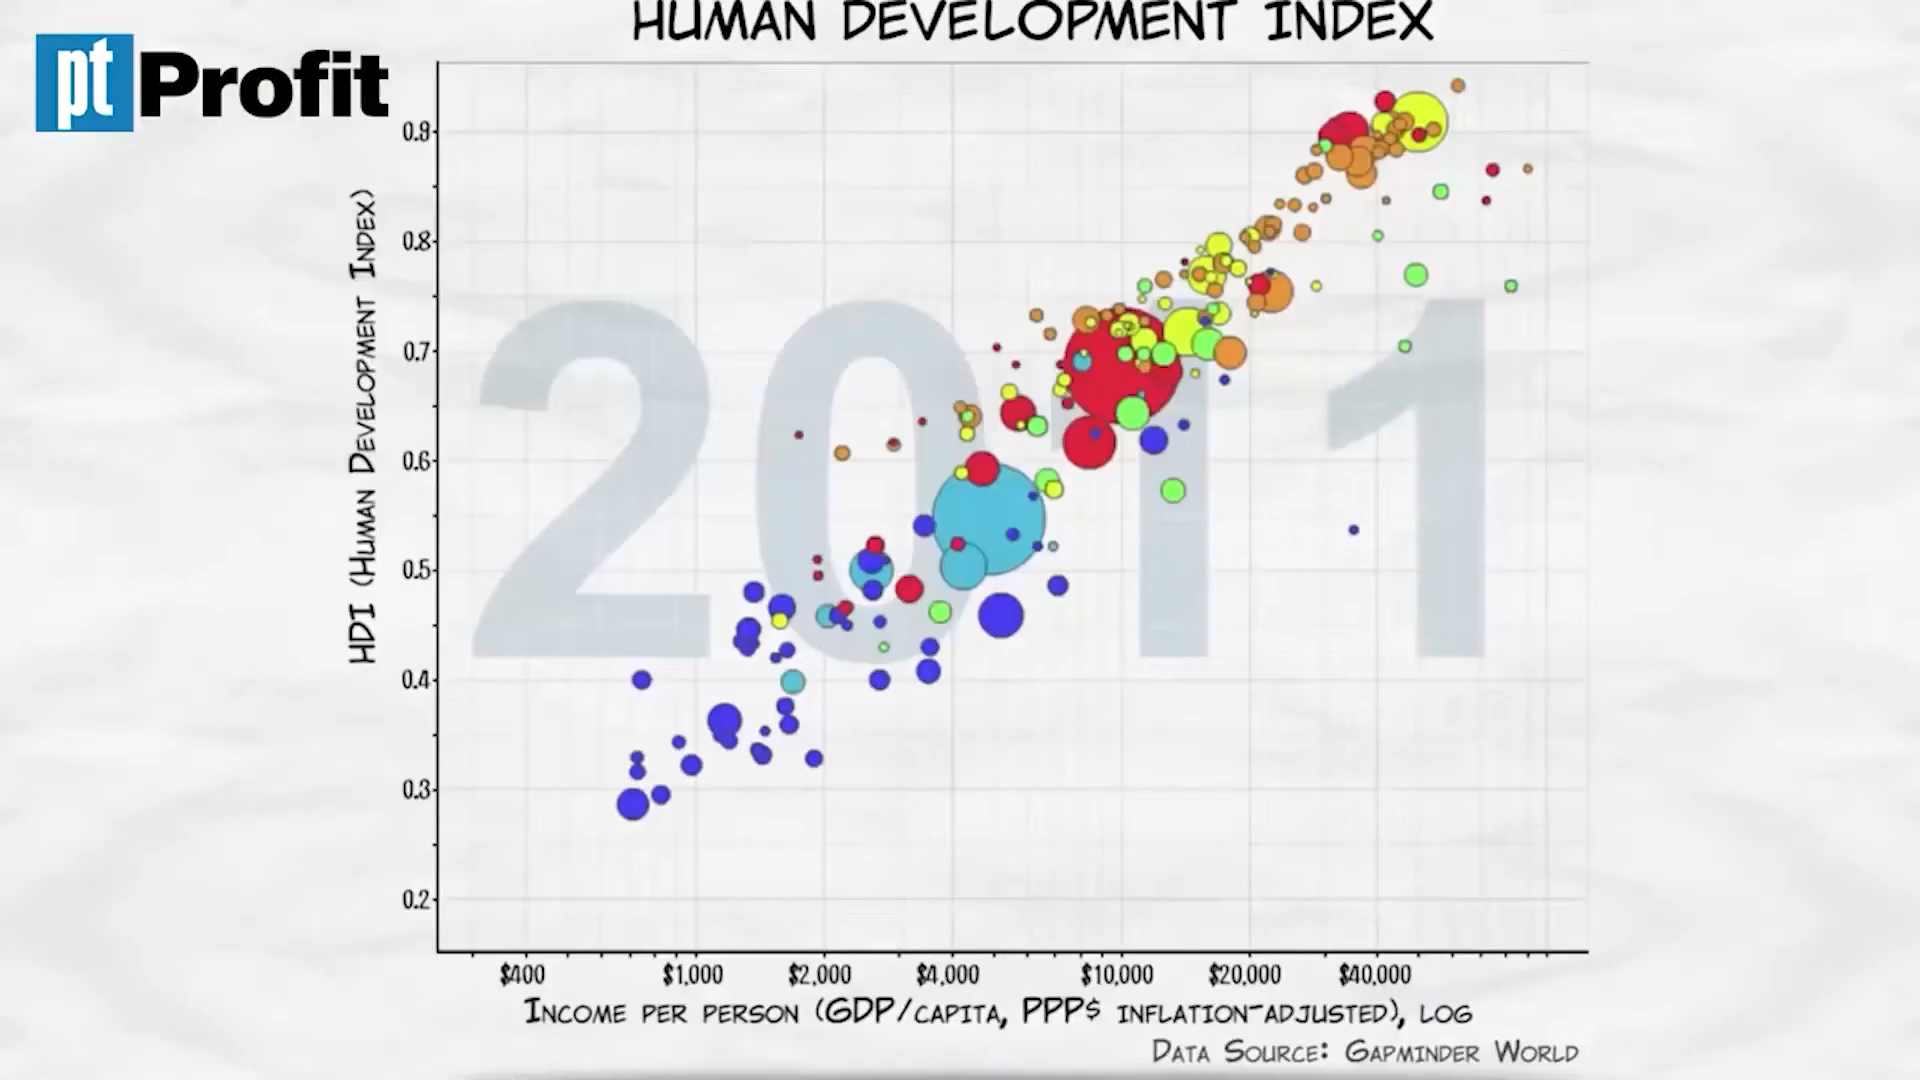 HUMAN DEVELOPMENT INDEX
pt Profit
0.9
0.8
0.7
0.6
0.5
0.4
0.3
0.2
HDI (HUMAN DEVELOPMENT INDEX)
2011
$400 $1,000 $2,000 $4,000 $10,000 $20,000 $40,000
INCOME PER PERSON (GDP/CAPITA, PPP$ INFLATION-ADJUSTED), LOG
DATA SOURCE: GAPMINDER WORLD